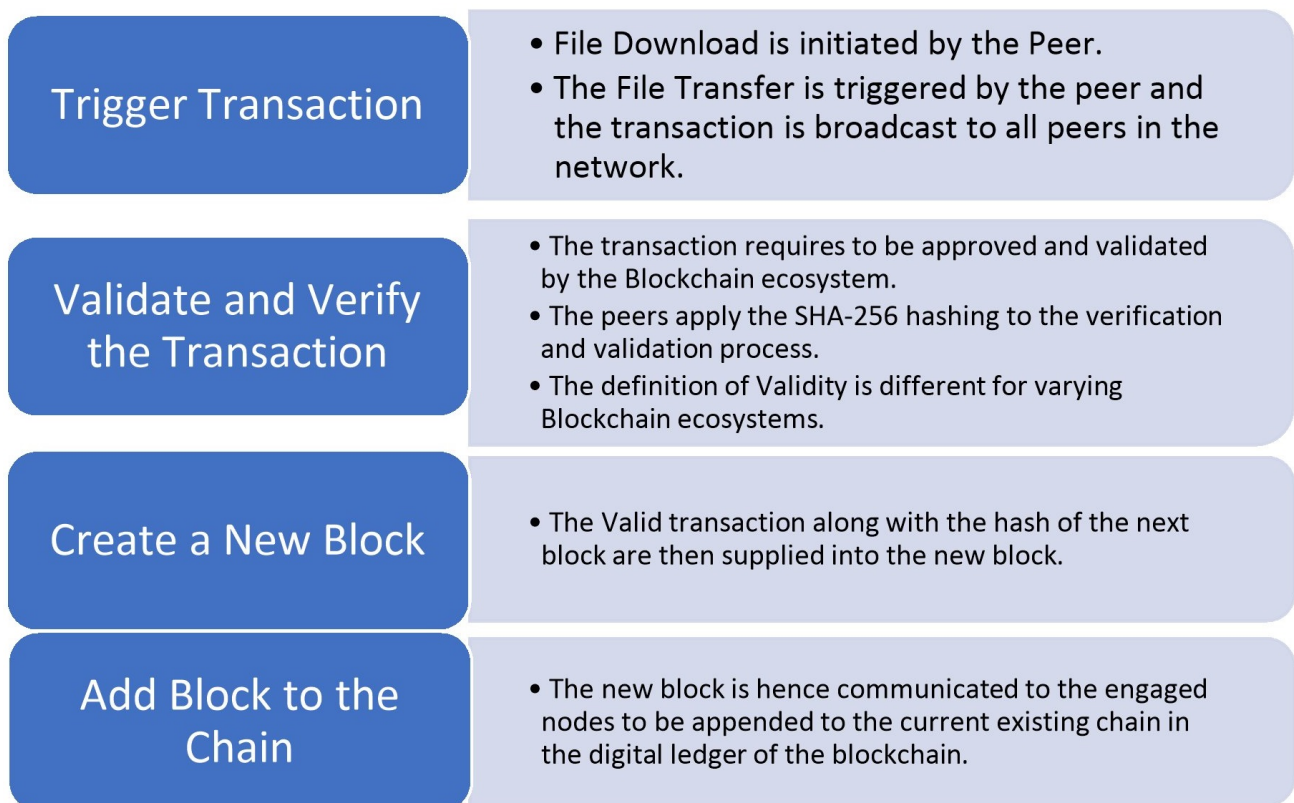 Trigger Transaction
• File Download is initiated by the Peer.
• The File Transfer is triggered by the peer and
the transaction is broadcast to all peers in the
network.
Validate and Verify
the Transaction
• The transaction requires to be approved and validated
by the Blockchain ecosystem.
• The peers apply the SHA-256 hashing to the verification
and validation process.
• The definition of Validity is different for varying
Blockchain ecosystems.
Create a New Block
• The Valid transaction along with the hash of the next
block are then supplied into the new block.
Add Block to the
Chain
• The new block is hence communicated to the engaged
nodes to be appended to the current existing chain in
the digital ledger of the blockchain.